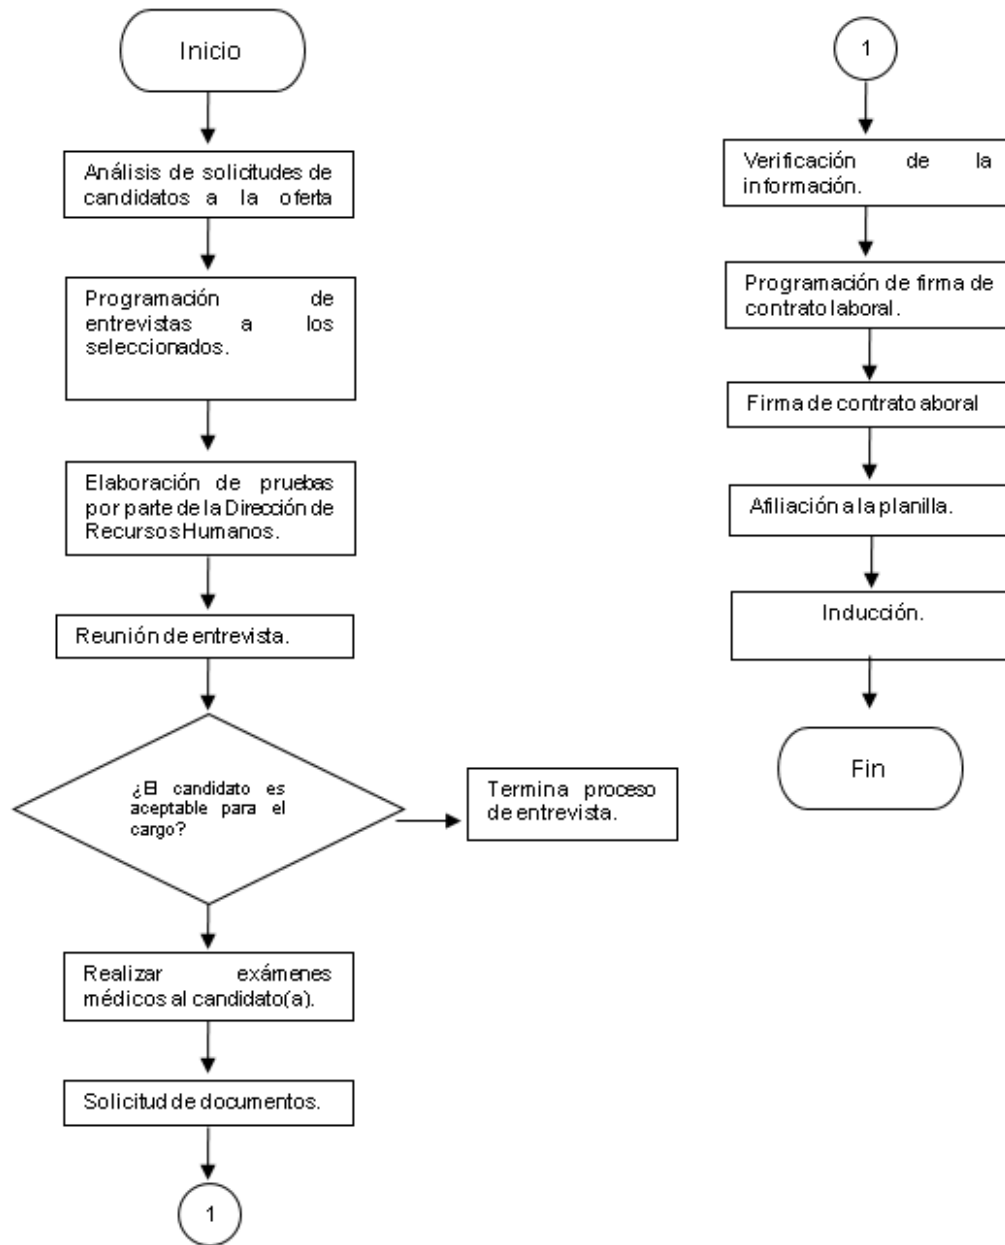 Inicio
Análisis de solicitudes de
candidatos a la oferta
Programación de
entrevistas a los
seleccionados.
Elaboración de pruebas
por parte de la Dirección de
Recursos Humanos.
Reunión de entrevista.
¿El candidato es
aceptable para el
cargo?
Termina proceso
de entrevista.
Realizar exámenes
médicos al candidato(a).
Solicitud de documentos.
1
1
Verificación de la
información.
Programación de firma de
contrato laboral.
Firma de contrato aboral
Afiliación a la planilla.
Inducción.
Fin